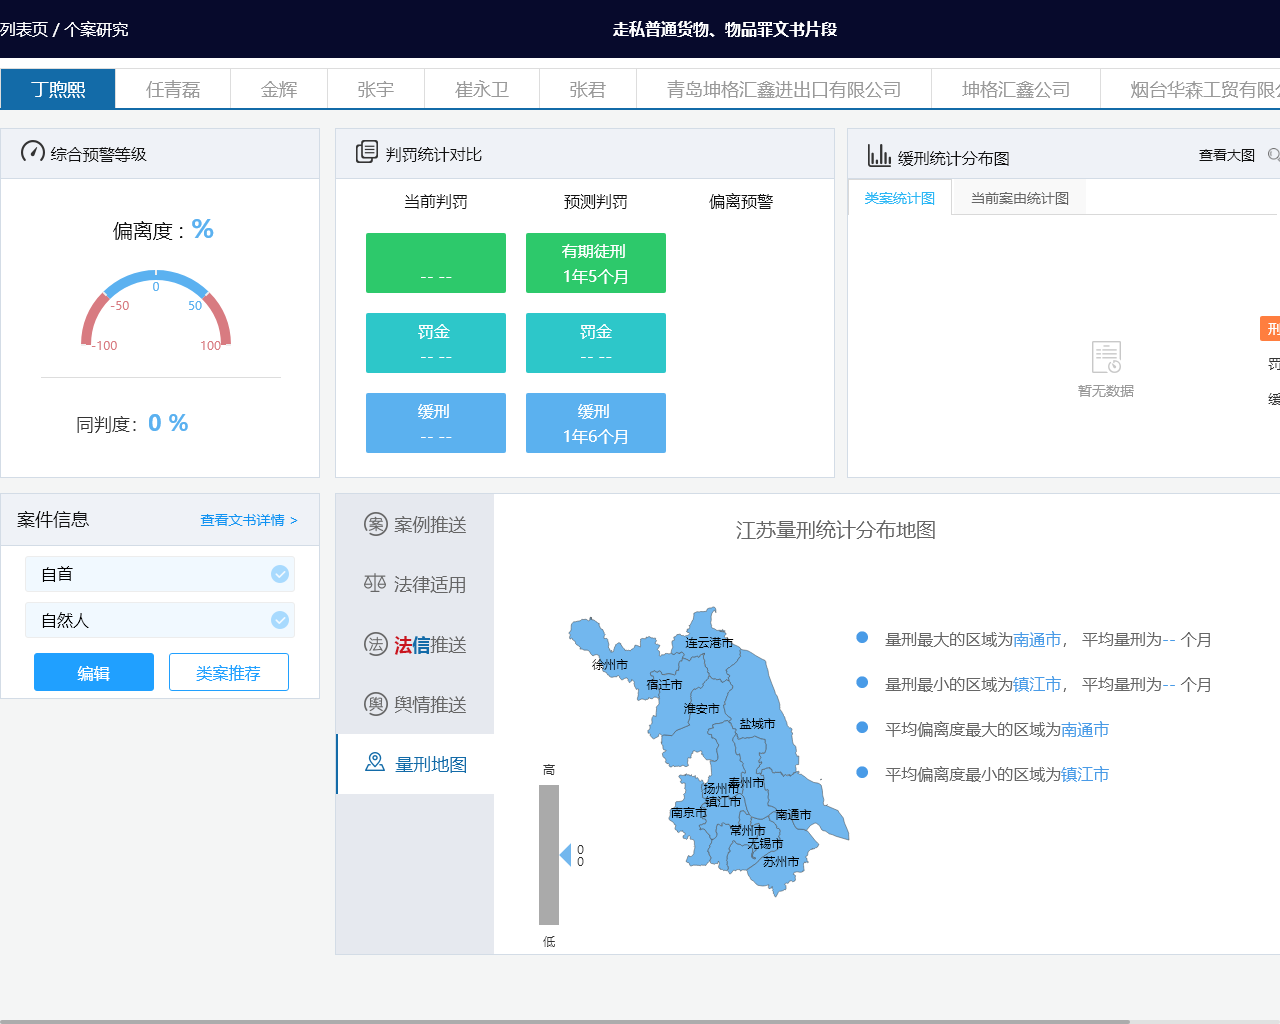 列表页 / 个案研究
走私普通货物、物品罪文书片段
丁煦熙
任青磊
金辉
张宇
崔永卫
张君
青岛坤格汇鑫进出口有限公司
坤格汇鑫公司
烟台华森工贸有限公
综合预警等级
偏离度：%
0
-50
50
-100
100
同判度：0 %
判罚统计对比
当前判罚
预测判罚
偏离预警
-- --
有期徒刑
1年5个月
罚金
-- --
罚金
-- --
缓刑
-- --
缓刑
1年6个月
缓刑统计分布图
查看大图
类案统计图
当前案由统计图
暂无数据
刑
罚
缓
案件信息
查看文书详情 >
自首
自然人
编辑
类案推荐
案 案例推送
法律适用
法 法信推送
舆 舆情推送
量刑地图
江苏量刑统计分布地图
连云港市
徐州市
宿迁市
淮安市
盐城市
泰州市
扬州市
镇江市
南京市
南通市
常州市
无锡市
苏州市
高
0
0
低
量刑最大的区域为南通市， 平均量刑为-- 个月
量刑最小的区域为镇江市， 平均量刑为-- 个月
平均偏离度最大的区域为南通市
平均偏离度最小的区域为镇江市